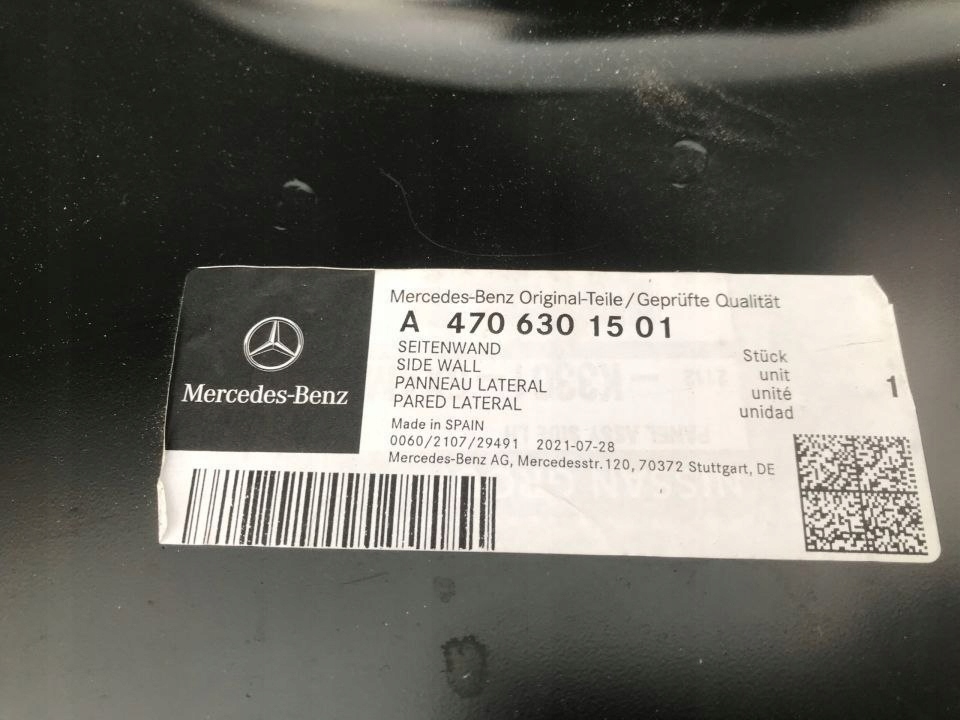 Mercedes-Benz
Mercedes-Benz Original-Teile/Geprüfte Qualität
A 470 630 15 01
SEITENWAND
SIDE WALL
PANNEAU LATERAL
PARED LATERAL
Stück
unit
unité
unidad
1
Made in SPAIN
0060/2107/29491 2021-07-28
Mercedes-Benz AG, Mercedesstr.120, 70372 Stuttgart, DE